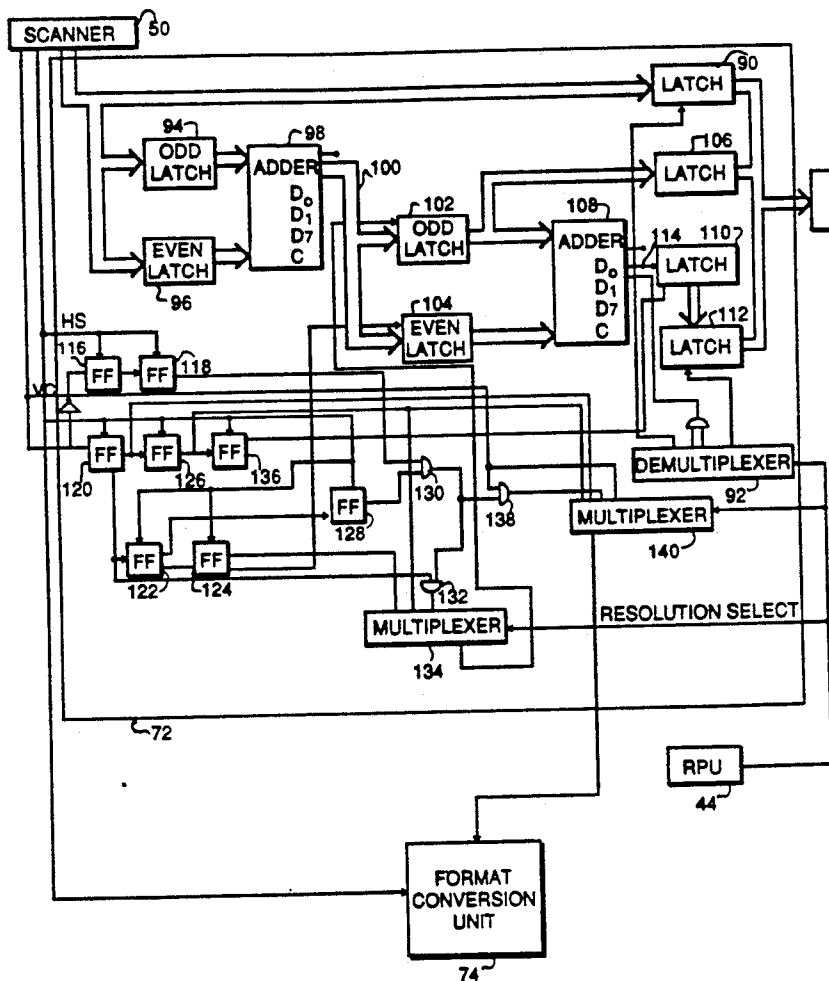 SCANNER 50
90
LATCH
94
ODD
LATCH
98
ADDER
D0
D1
D7
C
100
106
LATCH
102
ODD
LATCH
108
ADDER
D0
D1
D7
C
114
110
LATCH
EVEN
LATCH
96
104
EVEN
LATCH
112
LATCH
HS
116
FF
FF
118
VC
120
FF
FF
126
FF
136
130
138
DEMULTIPLEXER
92
FF
128
MULTIPLEXER
140
FF
122
FF
124
132
MULTIPLEXER
134
RESOLUTION SELECT
72
RPU
44
FORMAT
CONVERSION
UNIT
74